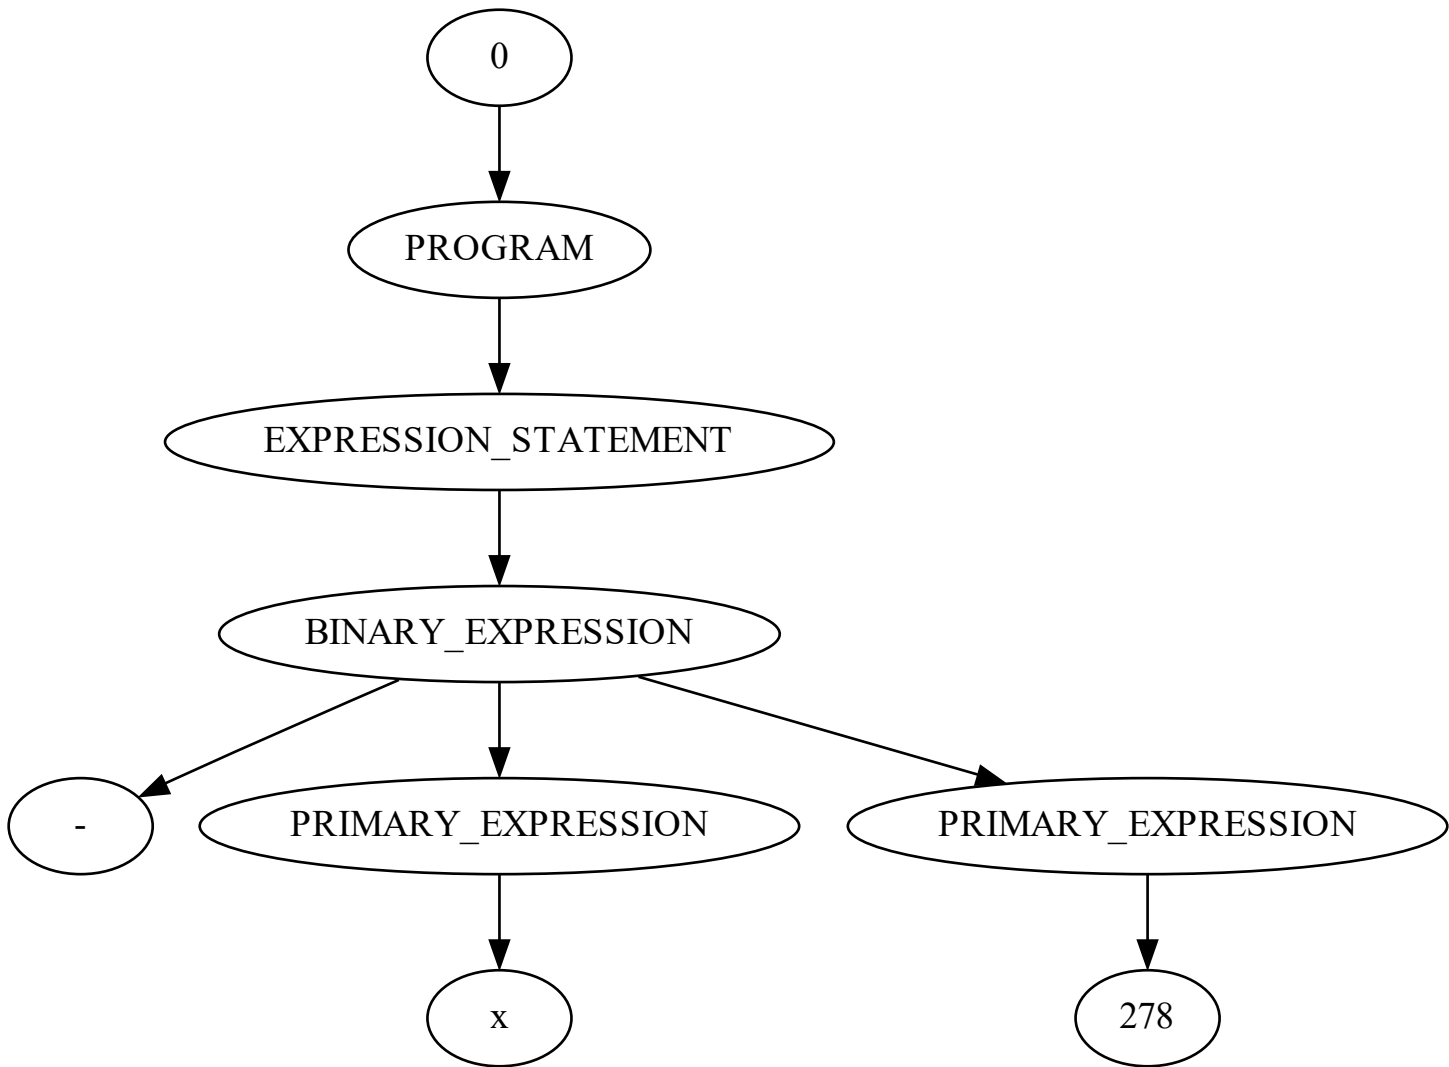 0
PROGRAM
EXPRESSION_STATEMENT
BINARY_EXPRESSION
-
PRIMARY_EXPRESSION
PRIMARY_EXPRESSION
x
278